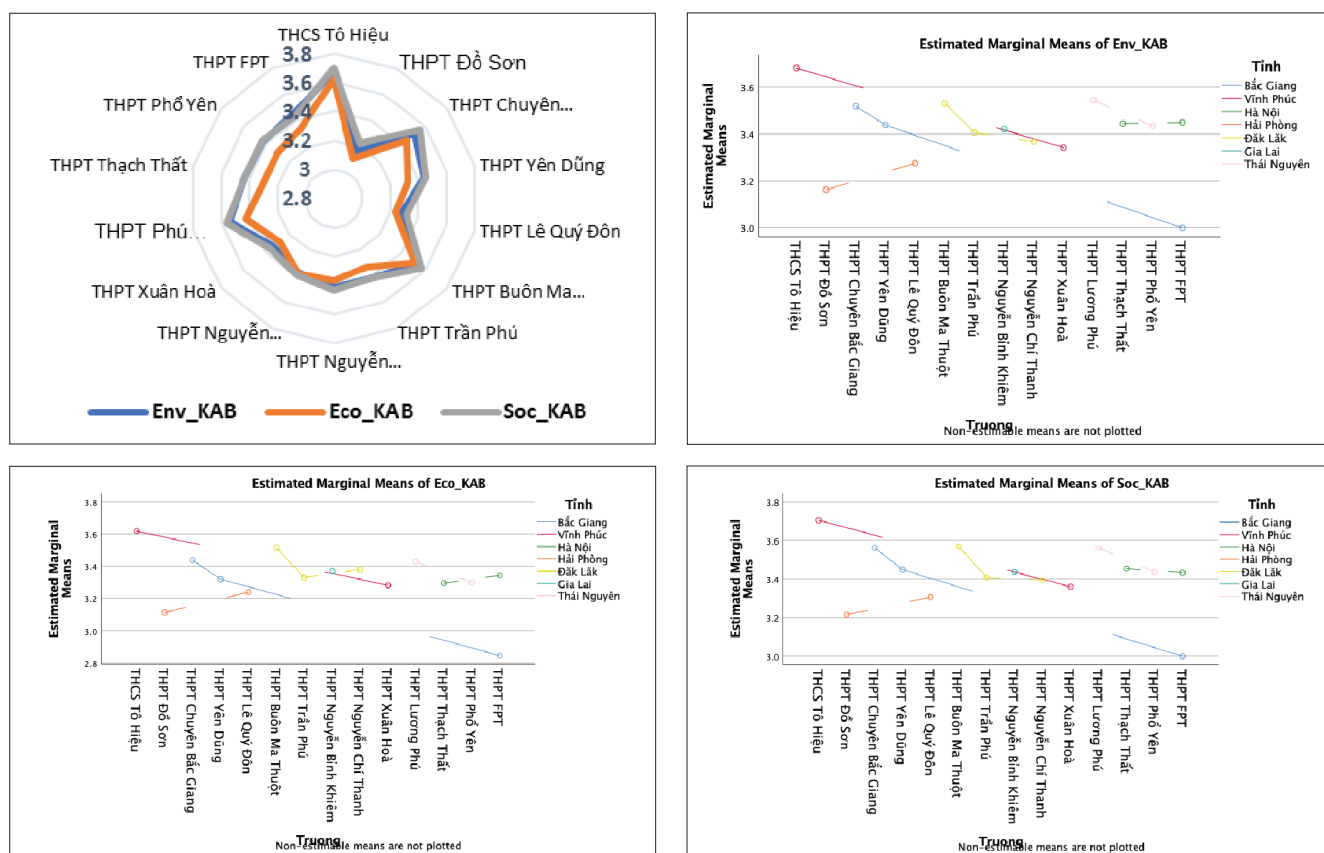 THCS Tô Hiệu
THPT Đồ Sơn
THPT Chuyên...
THPT Yên Dũng
THPT Lê Quý Đôn
THPT Buôn Ma...
THPT Trần Phú
THPT Nguyễn...
THPT Nguyễn...
THPT Xuân Hoà
THPT Phú...
THPT Thạch Thất
THPT Phổ Yên
THPT FPT
3.8
3.6
3.4
3.2
3
2.8
Env_KAB
Eco_KAB
Soc_KAB
Estimated Marginal Means of Env_KAB
Estimated Marginal
Means
3.6
3.4
3.2
3.0
Tỉnh
Bắc Giang
Vĩnh Phúc
Hà Nội
Hải Phòng
Đăk Lăk
Gia Lai
Thái Nguyên
THCS Tô Hiệu
THPT Đồ Sơn
THPT Chuyên Bắc Giang
THPT Yên Dũng
THPT Lê Quý Đôn
THPT Buôn Ma Thuột
THPT Trần Phú
THPT Nguyễn Bỉnh Khiêm
THPT Nguyễn Chí Thanh
THPT Xuân Hoà
THPT Lương Phú
THPT Thạch Thất
THPT Phổ Yên
THPT FPT
Truong
Non-estimable means are not plotted
Estimated Marginal Means of Eco_KAB
Estimated Marginal
Means
3.8
3.6
3.4
3.2
3.0
2.8
Tỉnh
Bắc Giang
Vĩnh Phúc
Hà Nội
Hải Phòng
Đăk Lăk
Gia Lai
Thái Nguyên
THCS Tô Hiệu
THPT Đồ Sơn
THPT Chuyên Bắc Giang
THPT Yên Dũng
THPT Lê Quý Đôn
THPT Buôn Ma Thuột
THPT Trần Phú
THPT Nguyễn Bỉnh Khiêm
THPT Nguyễn Chí Thanh
THPT Xuân Hoà
THPT Lương Phú
THPT Thạch Thất
THPT Phổ Yên
THPT FPT
Truong
Non-estimable means are not plotted
Estimated Marginal Means of Soc_KAB
Estimated Marginal
Means
3.8
3.6
3.4
3.2
3.0
Tỉnh
Bắc Giang
Vĩnh Phúc
Hà Nội
Hải Phòng
Đăk Lăk
Gia Lai
Thái Nguyên
THCS Tô Hiệu
THPT Đồ Sơn
THPT Chuyên Bắc Giang
THPT Yên Dũng
THPT Lê Quý Đôn
THPT Buôn Ma Thuột
THPT Trần Phú
THPT Nguyễn Bỉnh Khiêm
THPT Nguyễn Chí Thanh
THPT Xuân Hoà
THPT Lương Phú
THPT Thạch Thất
THPT Phổ Yên
THPT FPT
Truong
Non-estimable means are not plotted